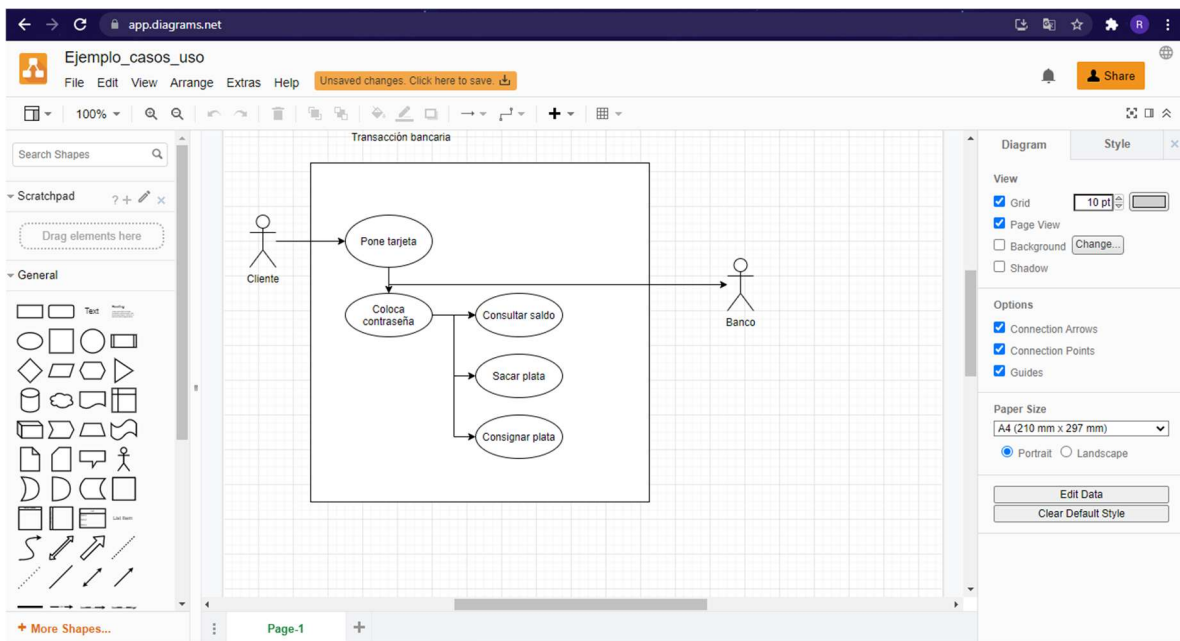 app.diagrams.net
R
Ejemplo_casos_uso
File Edit View Arrange Extras Help
Unsaved changes. Click here to save.
Share
100%
Search Shapes
Scratchpad
?
Drag elements here
General
Text
Heading
List Item
More Shapes...
Transacción bancaria
Cliente
Pone tarjeta
Coloca
contraseña
Consultar saldo
Sacar plata
Consignar plata
Banco
Page-1
Diagram Style
View
Grid 10 pt
Page View
Background Change...
Shadow
Options
Connection Arrows
Connection Points
Guides
Paper Size
A4 (210 mm x 297 mm)
Portrait Landscape
Edit Data
Clear Default Style